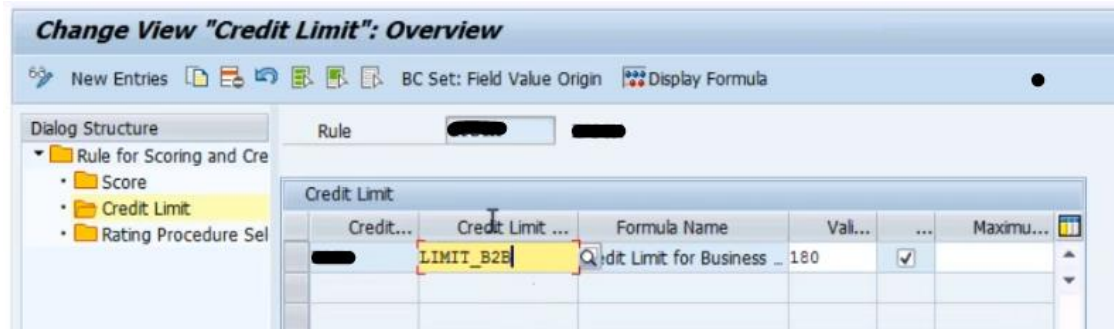 Change View "Credit Limit": Overview
New Entries BC Set: Field Value Origin Display Formula
Dialog Structure
Rule for Scoring and Cre
Score
Credit Limit
Rating Procedure Sel
Rule
Credit Limit
Credit... Credit Limit ... Formula Name Vali... ... Maximu...
LIMIT_B2B edit Limit for Business ... 180